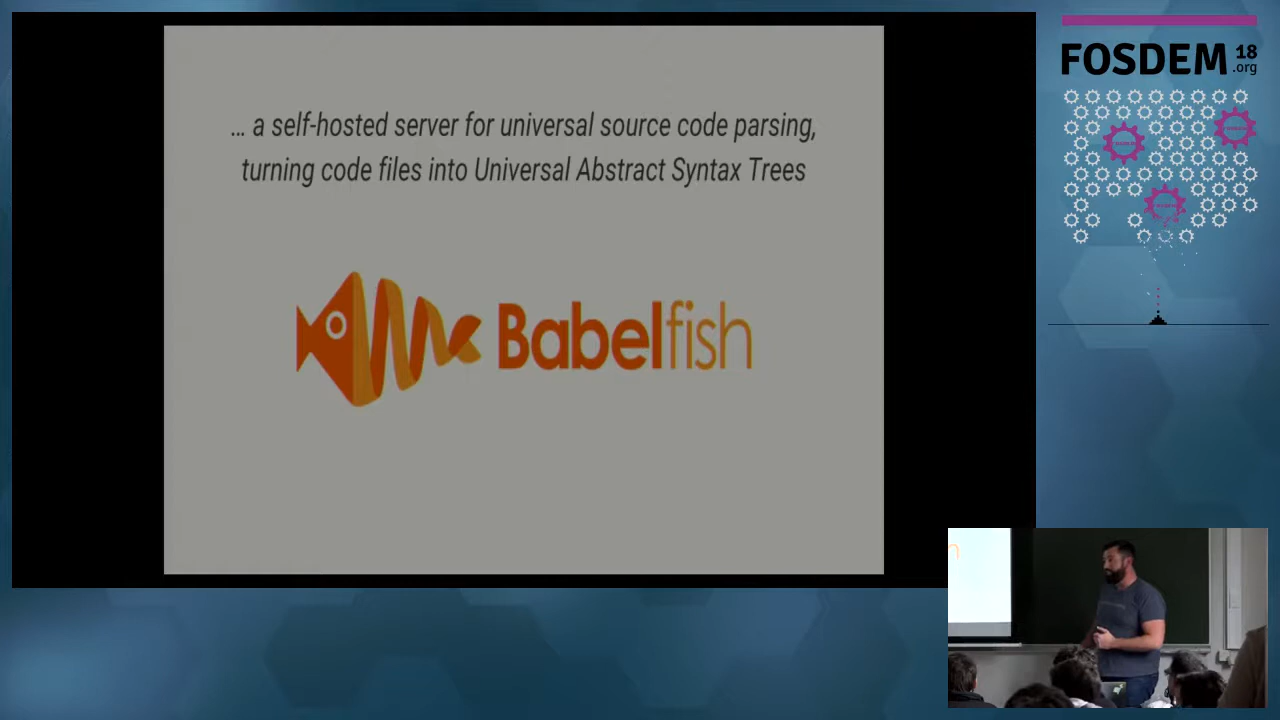 ... a self-hosted server for universal source code parsing,
turning code files into Universal Abstract Syntax Trees
Babelfish
FOSDEM 18
.org